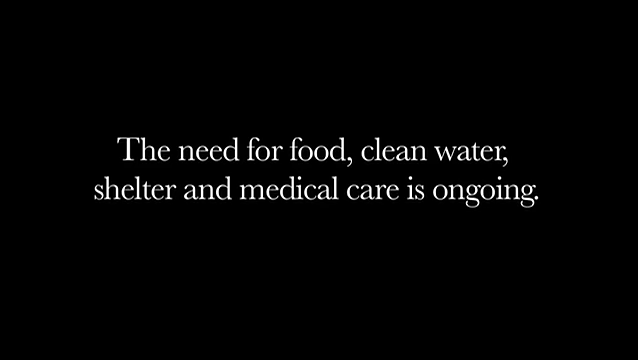 The need for food, clean water,
shelter and medical care is ongoing.